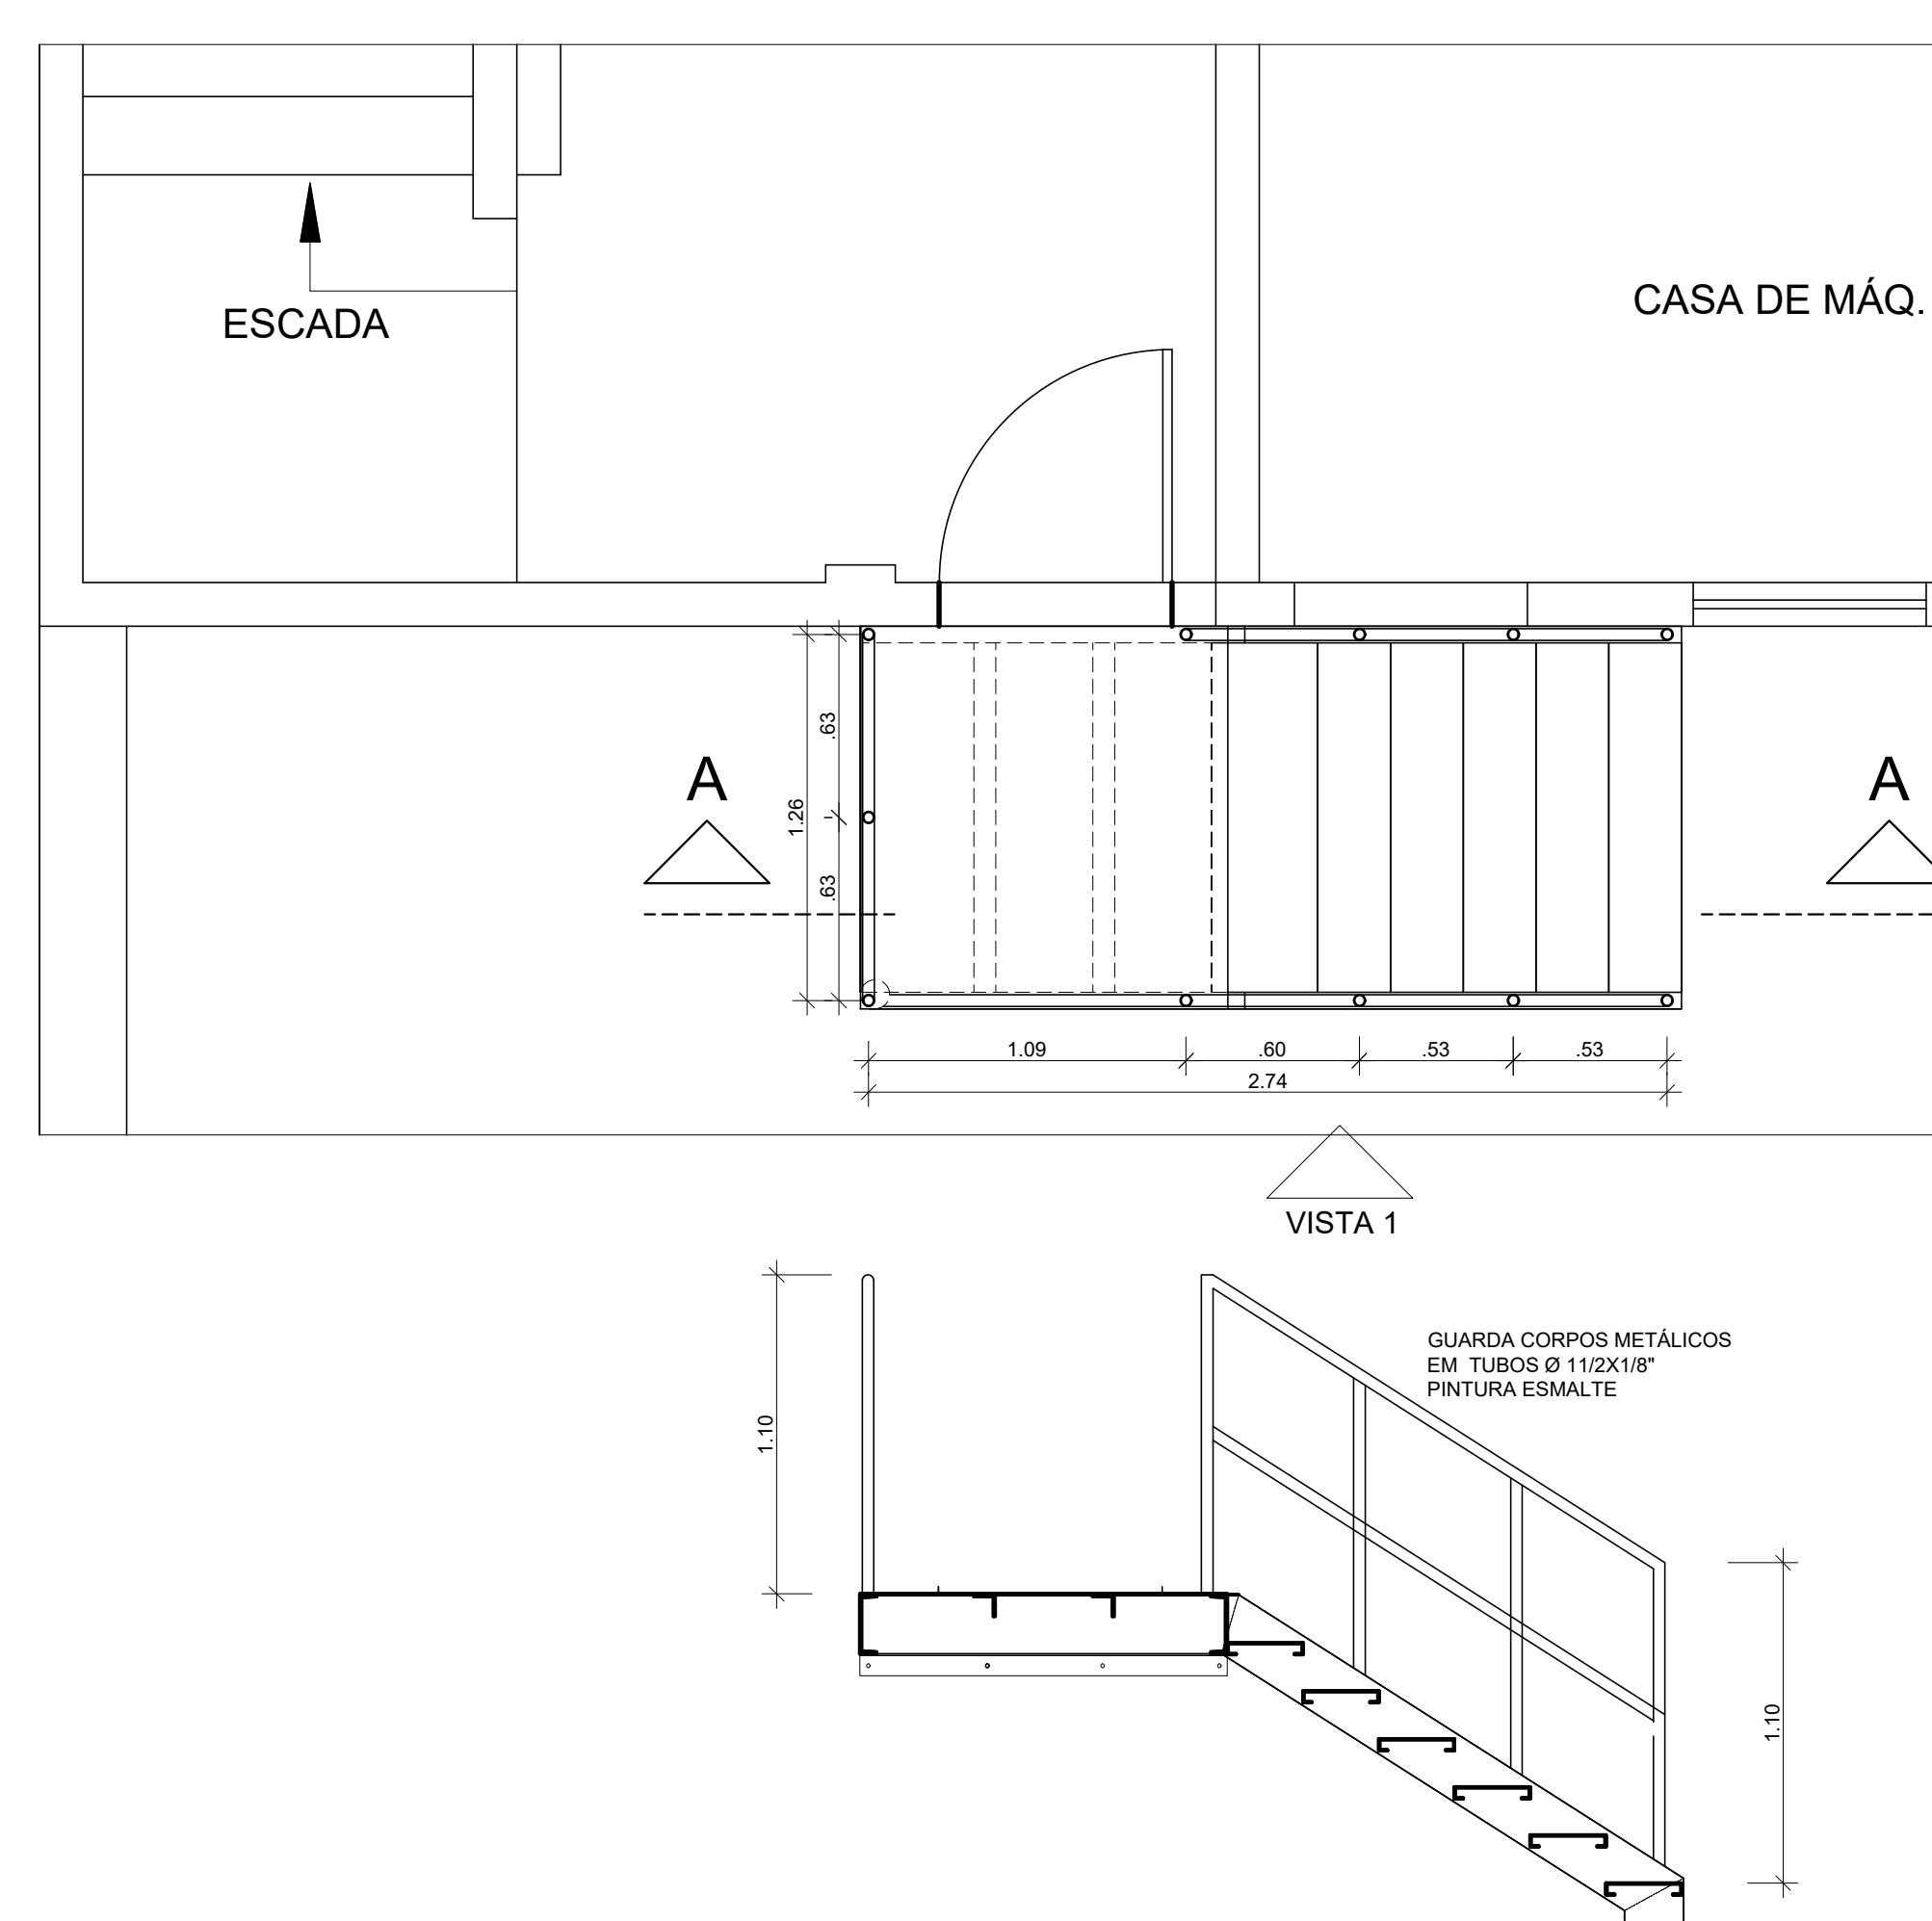 CASA DE MÁQ.
ESCADA
.63
A
A
1.26
.63
1.09
.60
.53
.53
2.74
VISTA 1
GUARDA CORPOS METÁLICOS
EM TUBOS Ø 11/2X1/8"
PINTURA ESMALTE
1.10
1.10